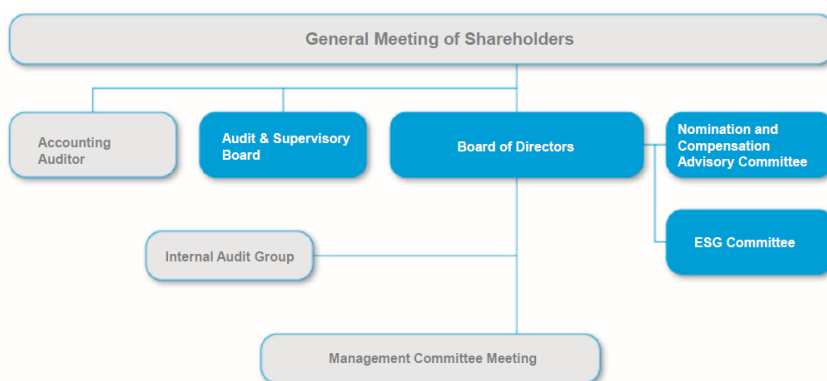 General Meeting of Shareholders
Accounting
Auditor
Audit & Supervisory
Board
Board of Directors
Nomination and
Compensation
Advisory Committee
ESG Committee
Internal Audit Group
Management Committee Meeting